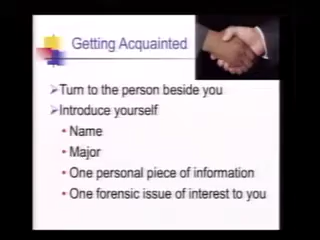 Getting Acquainted
Turn to the person beside you
Introduce yourself
Name
Major
One personal piece of information
One forensic issue of interest to you